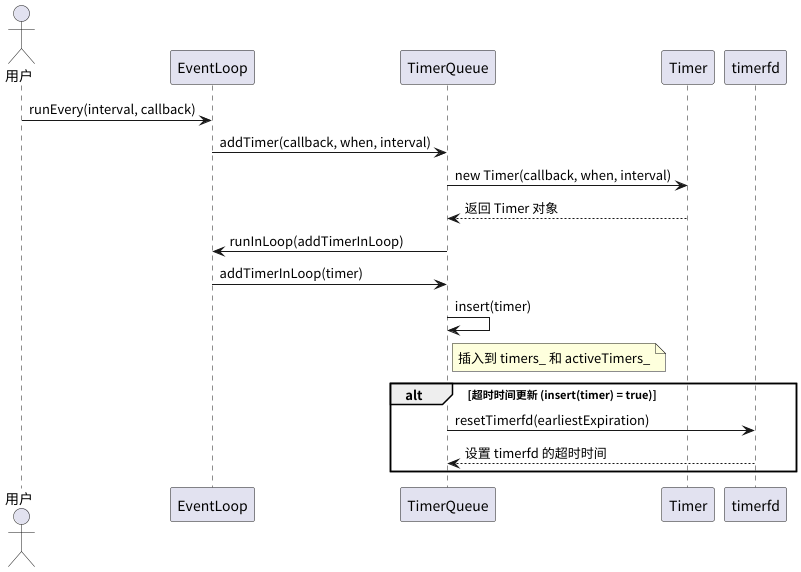 用户
EventLoop
TimerQueue
Timer
timerfd
runEvery(interval, callback)
addTimer(callback, when, interval)
new Timer(callback, when, interval)
返回 Timer 对象
runInLoop(addTimerInLoop)
addTimerInLoop(timer)
insert(timer)
插入到 timers_ 和 activeTimers_
alt
[超时时间更新 (insert(timer) = true)]
resetTimerfd(earliestExpiration)
设置 timerfd 的超时时间
用户
EventLoop
TimerQueue
Timer
timerfd